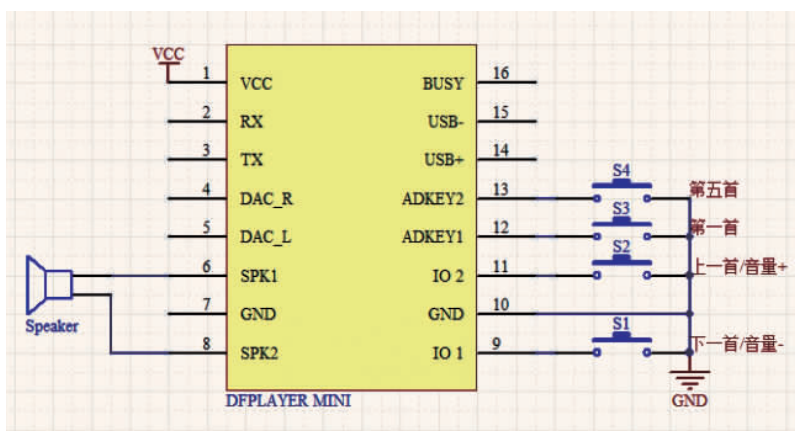 VCC
1 VCC BUSY 16
2 RX USB- 15
3 TX USB+ 14
4 DAC_R ADKEY2 13 S4 第五首
5 DAC_L ADKEY1 12 S3 第一首
6 SPK1 IO 2 11 S2 上一首/音量+
7 GND GND 10
8 SPK2 IO 1 9 S1 下一首/音量-
Speaker
DFPLAYER MINI
GND